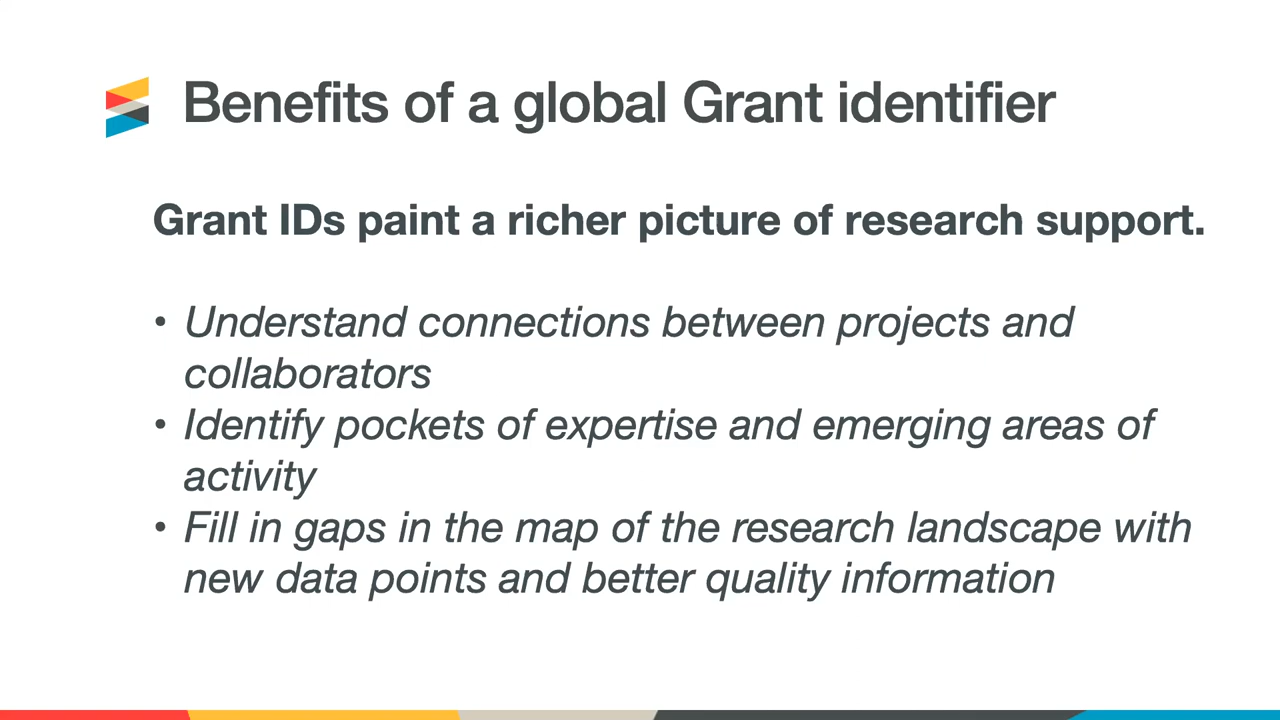 Benefits of a global Grant identifier
Grant IDs paint a richer picture of research support.
• Understand connections between projects and
collaborators
• Identify pockets of expertise and emerging areas of
activity
• Fill in gaps in the map of the research landscape with
new data points and better quality information